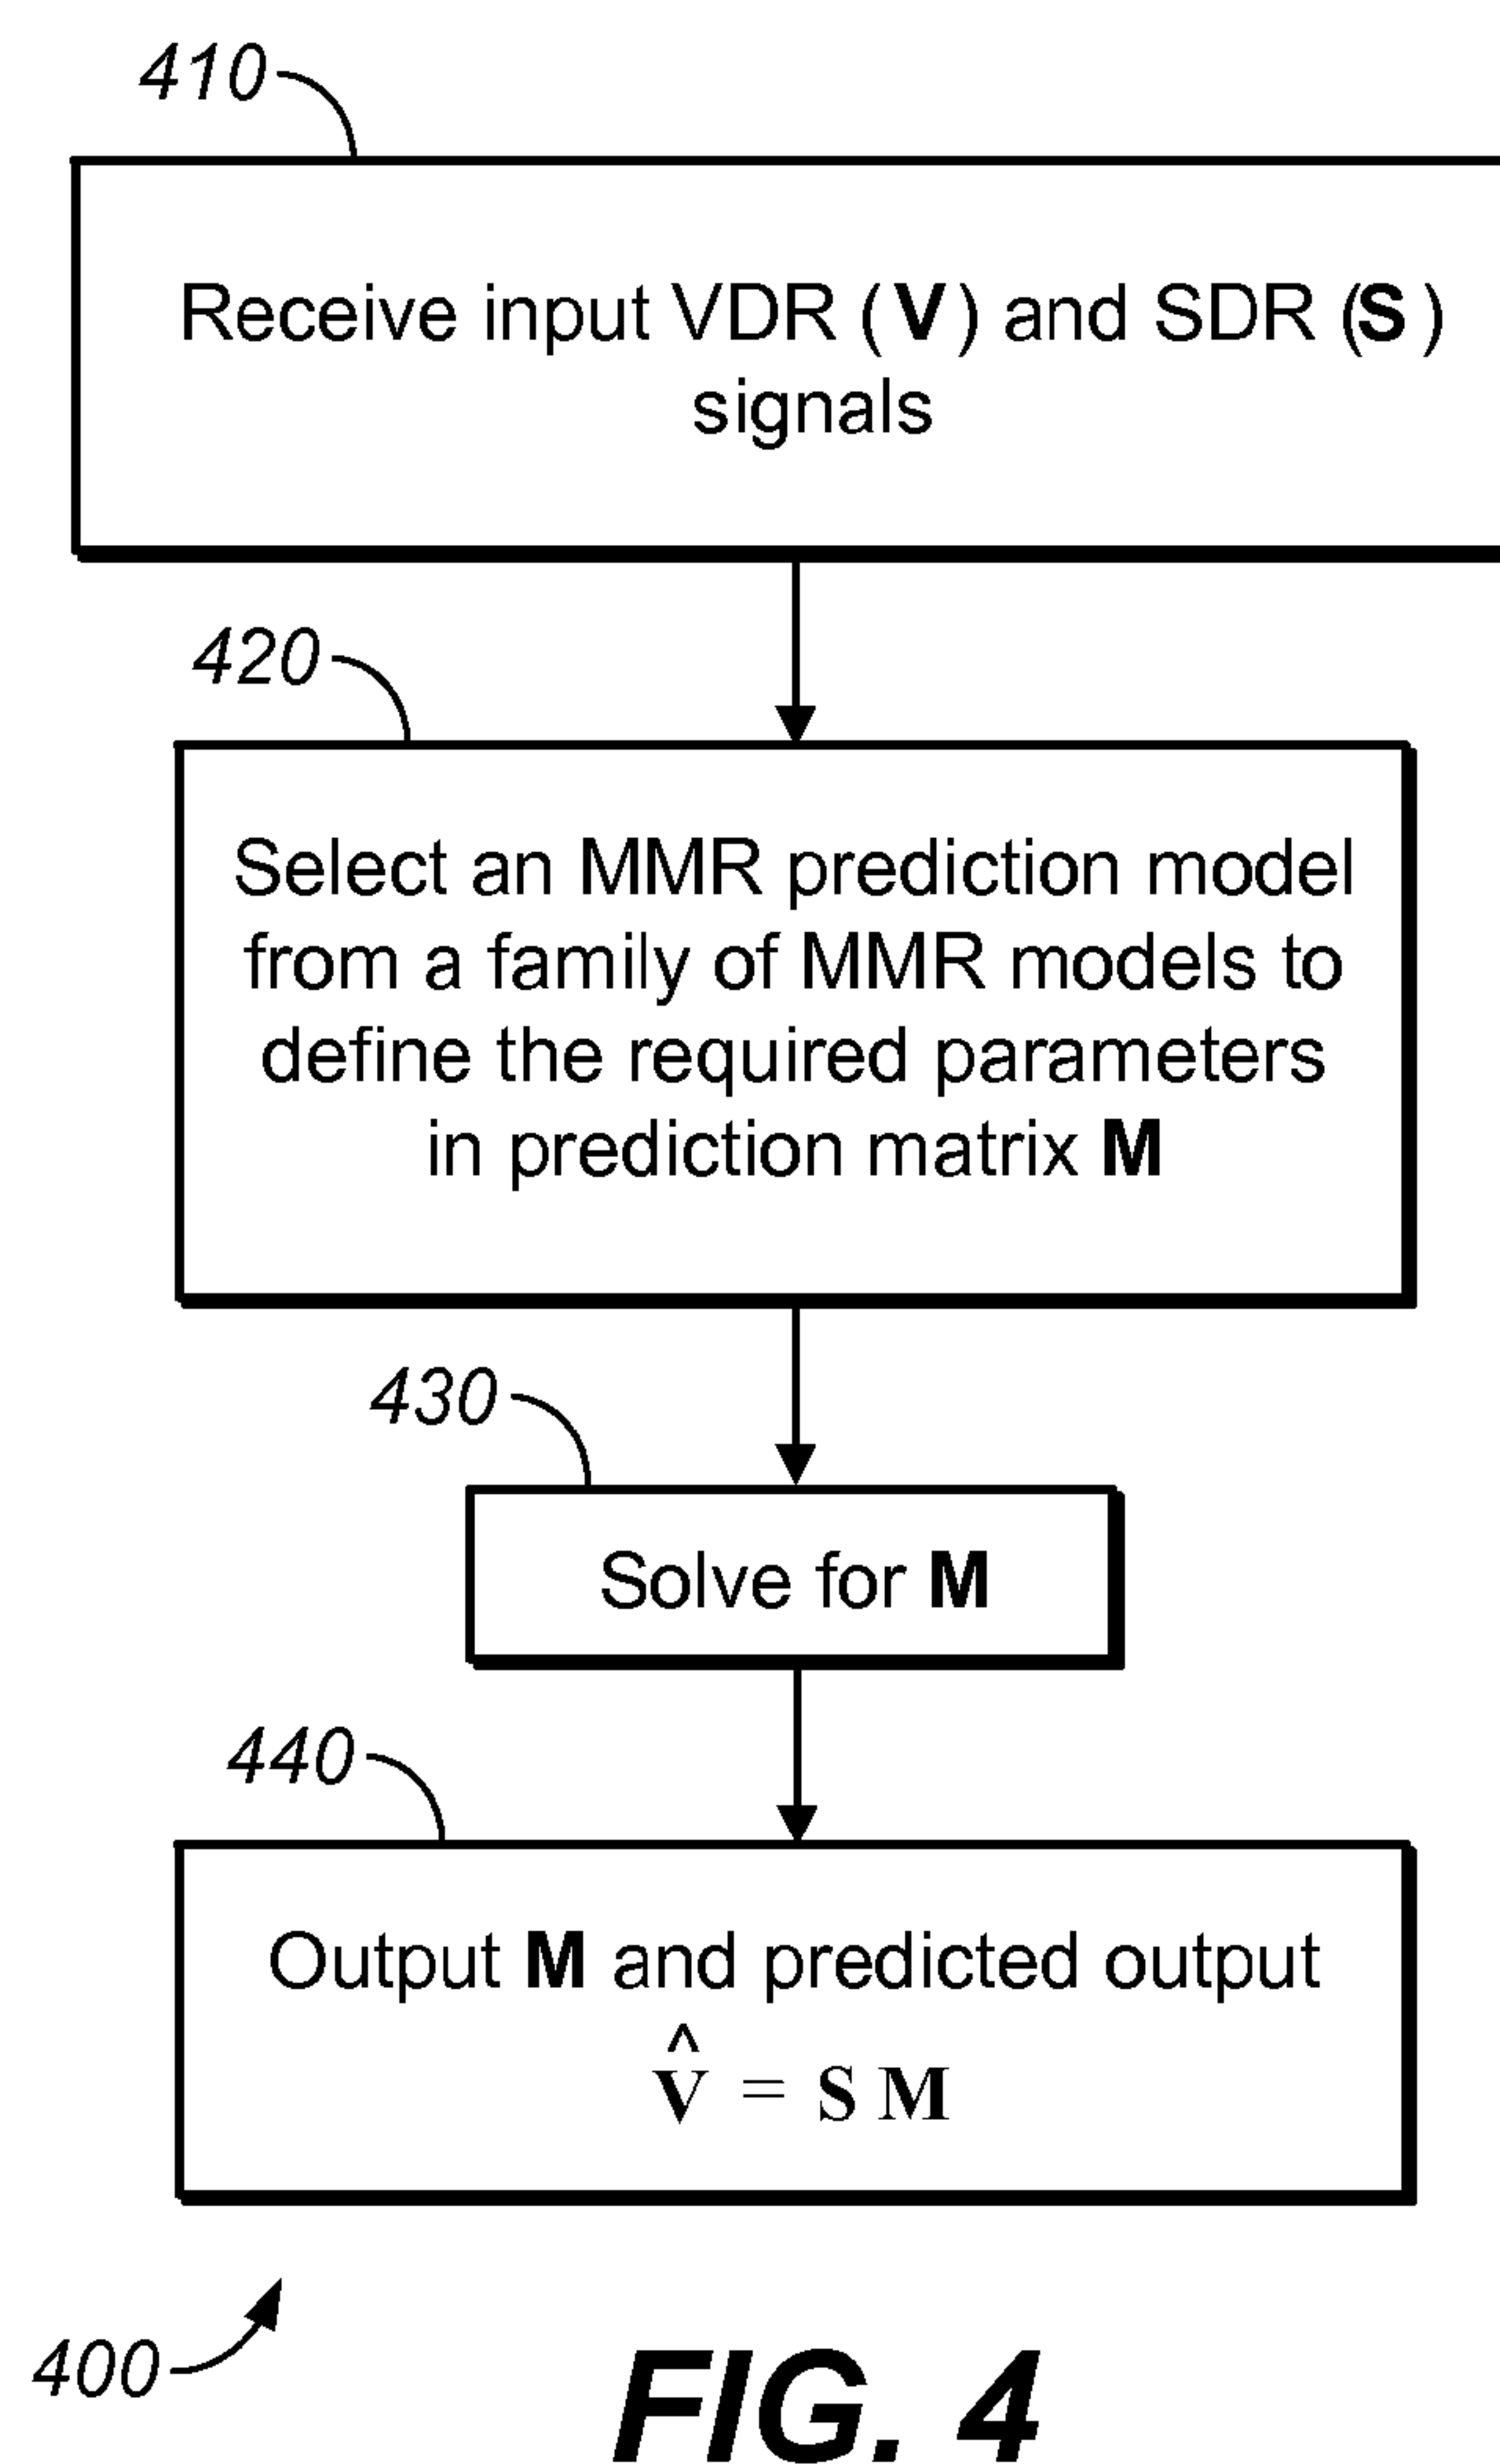 410
Receive input VDR (V) and SDR (S)
signals
420
Select an MMR prediction model
from a family of MMR models to
define the required parameters
in prediction matrix M
430
Solve for M
440
Output M and predicted output
V̂ = S M
400
FIG. 4